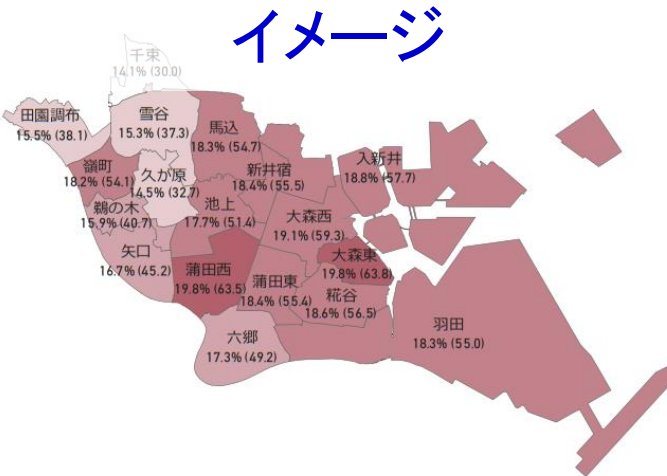 イメージ
千束
14.1% (30.0)
田園調布
15.5% (38.1)
雪谷
15.3% (37.3)
馬込
18.3% (54.7)
嶺町
18.2% (54.1)
久が原
14.5% (32.7)
新井宿
18.4% (55.5)
入新井
18.8% (57.7)
鵜の木
15.9% (40.7)
池上
17.7% (51.4)
大森西
19.1% (59.3)
矢口
16.7% (45.2)
蒲田西
19.8% (63.5)
蒲田東
18.4% (55.4)
大森東
19.8% (63.8)
糀谷
18.6% (56.5)
六郷
17.3% (49.2)
羽田
18.3% (55.0)